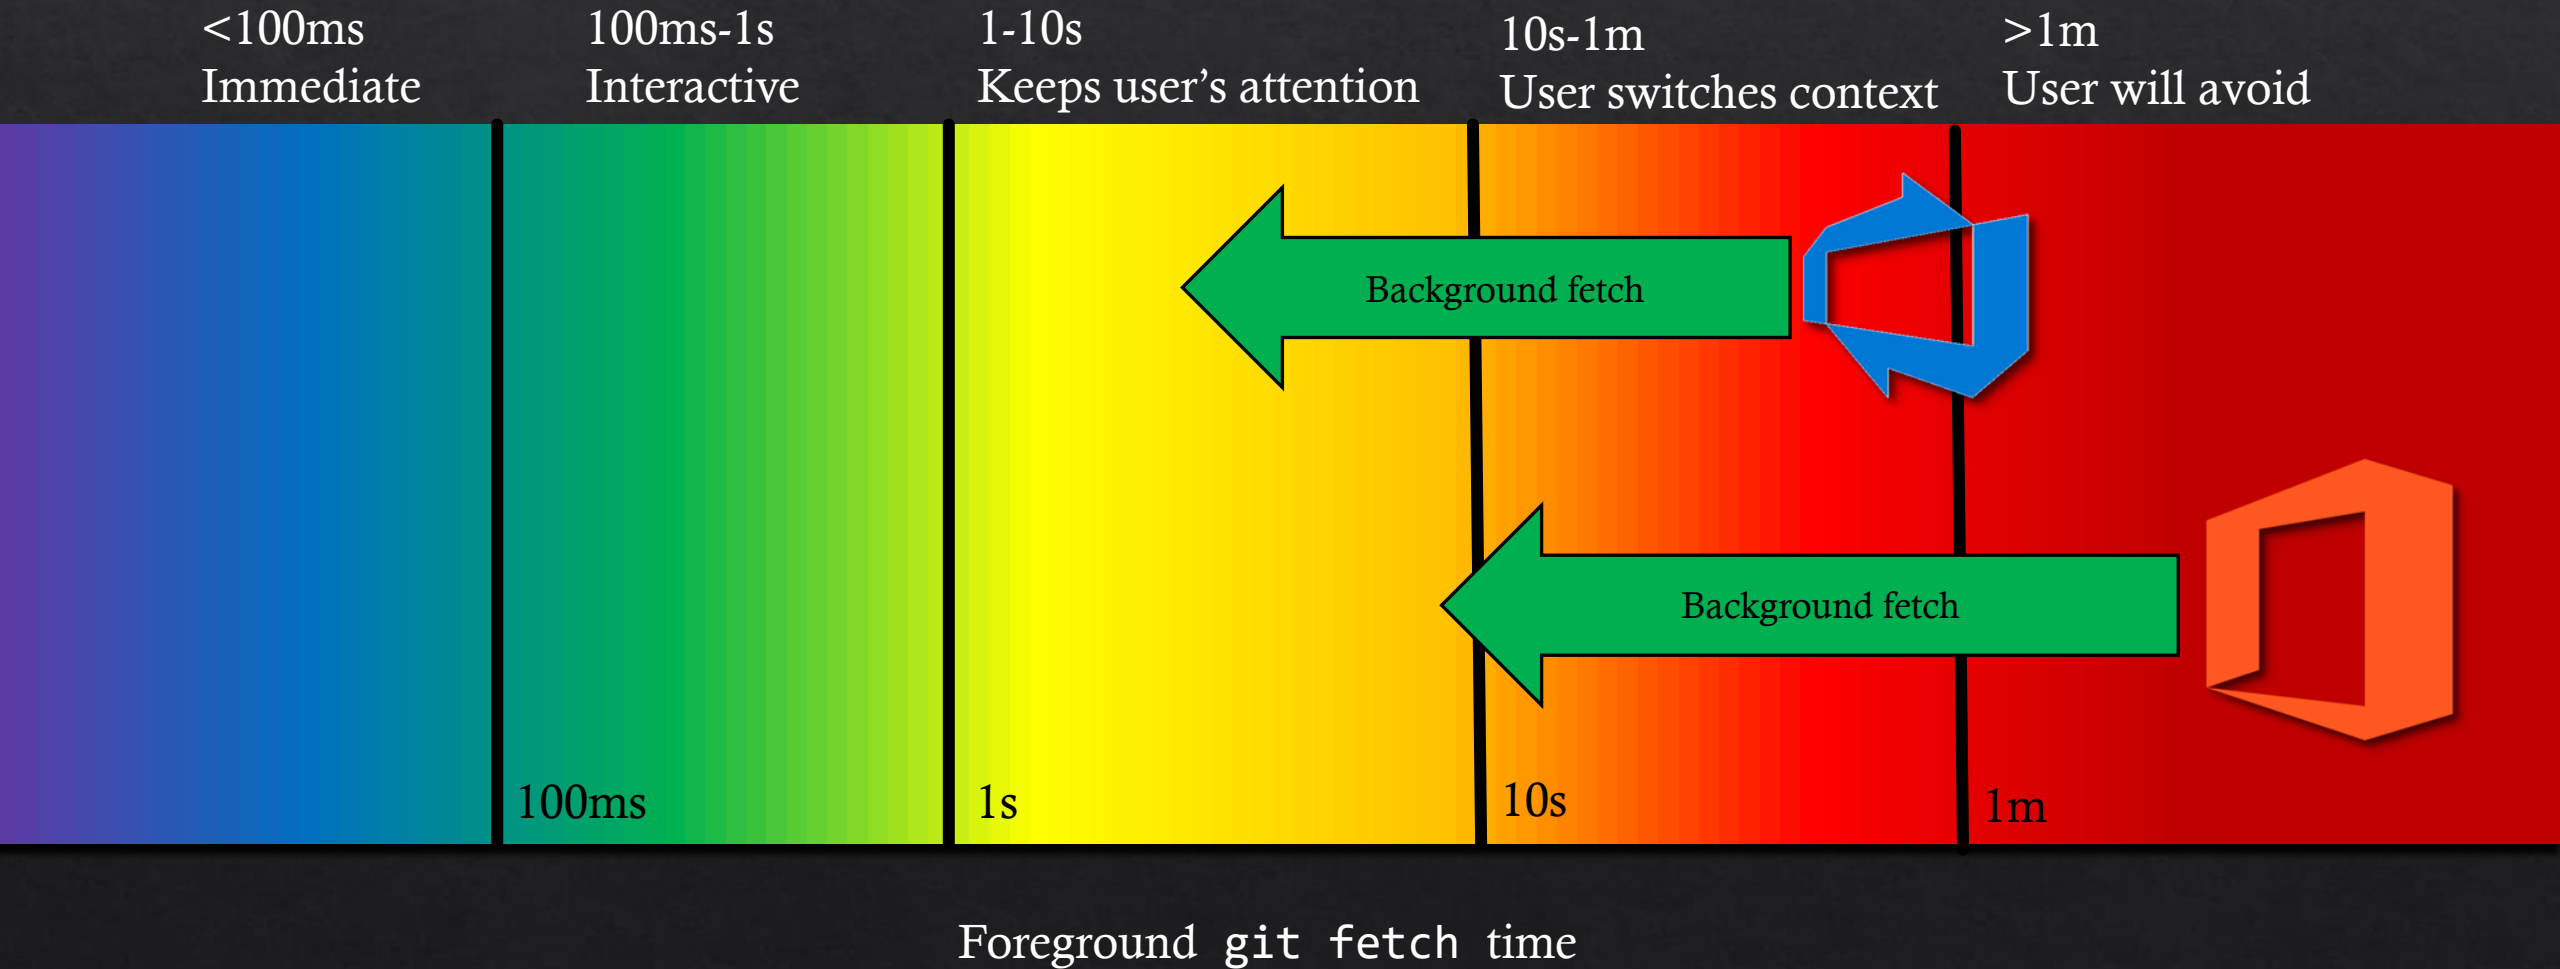 <100ms
Immediate
100ms-1s
Interactive
1-10s
Keeps user’s attention
10s-1m
User switches context
>1m
User will avoid
Background fetch
Background fetch
100ms
1s
10s
1m
Foreground git fetch time